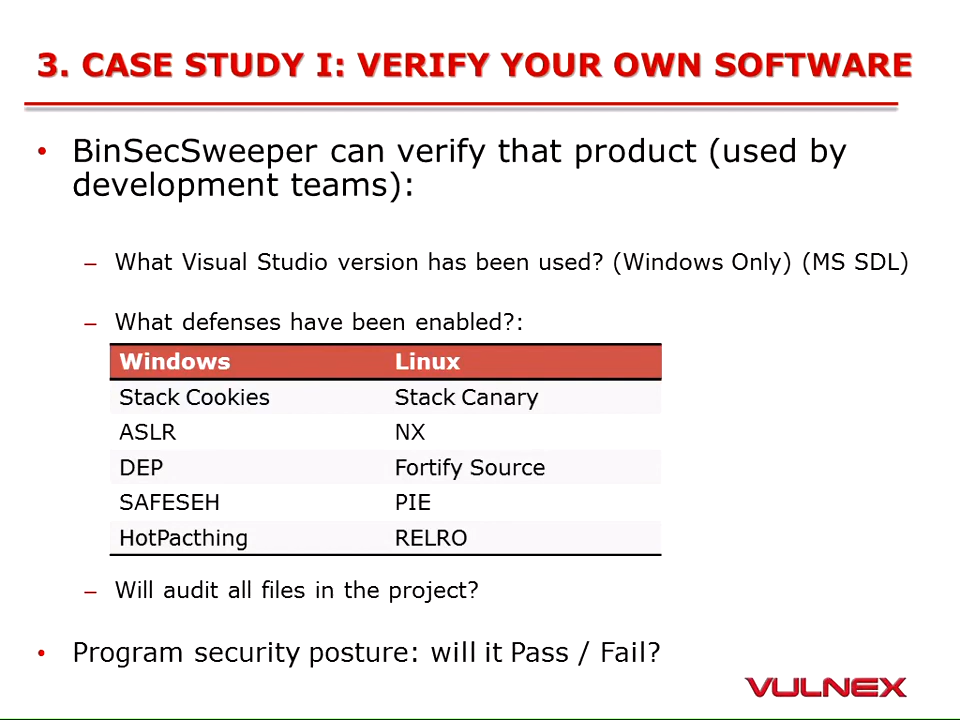 3. CASE STUDY I: VERIFY YOUR OWN SOFTWARE
• BinSecSweeper can verify that product (used by
development teams):
– What Visual Studio version has been used? (Windows Only) (MS SDL)
– What defenses have been enabled?:
Windows Linux
Stack Cookies Stack Canary
ASLR NX
DEP Fortify Source
SAFESEH PIE
HotPacthing RELRO
– Will audit all files in the project?
• Program security posture: will it Pass / Fail?
VULNEX